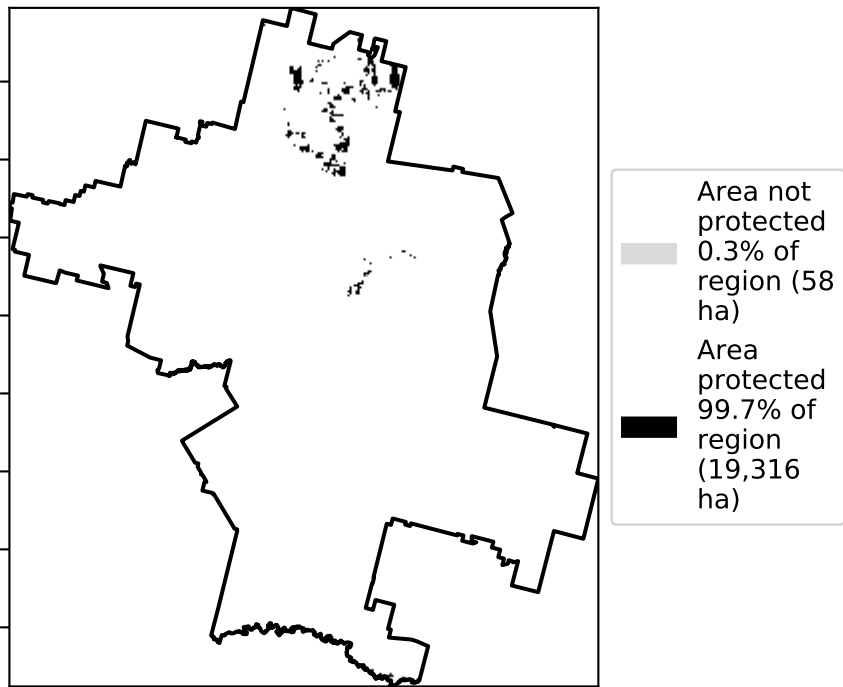 Area not
protected
0.3% of
region (58
ha)
Area
protected
99.7% of
region
(19,316
ha)